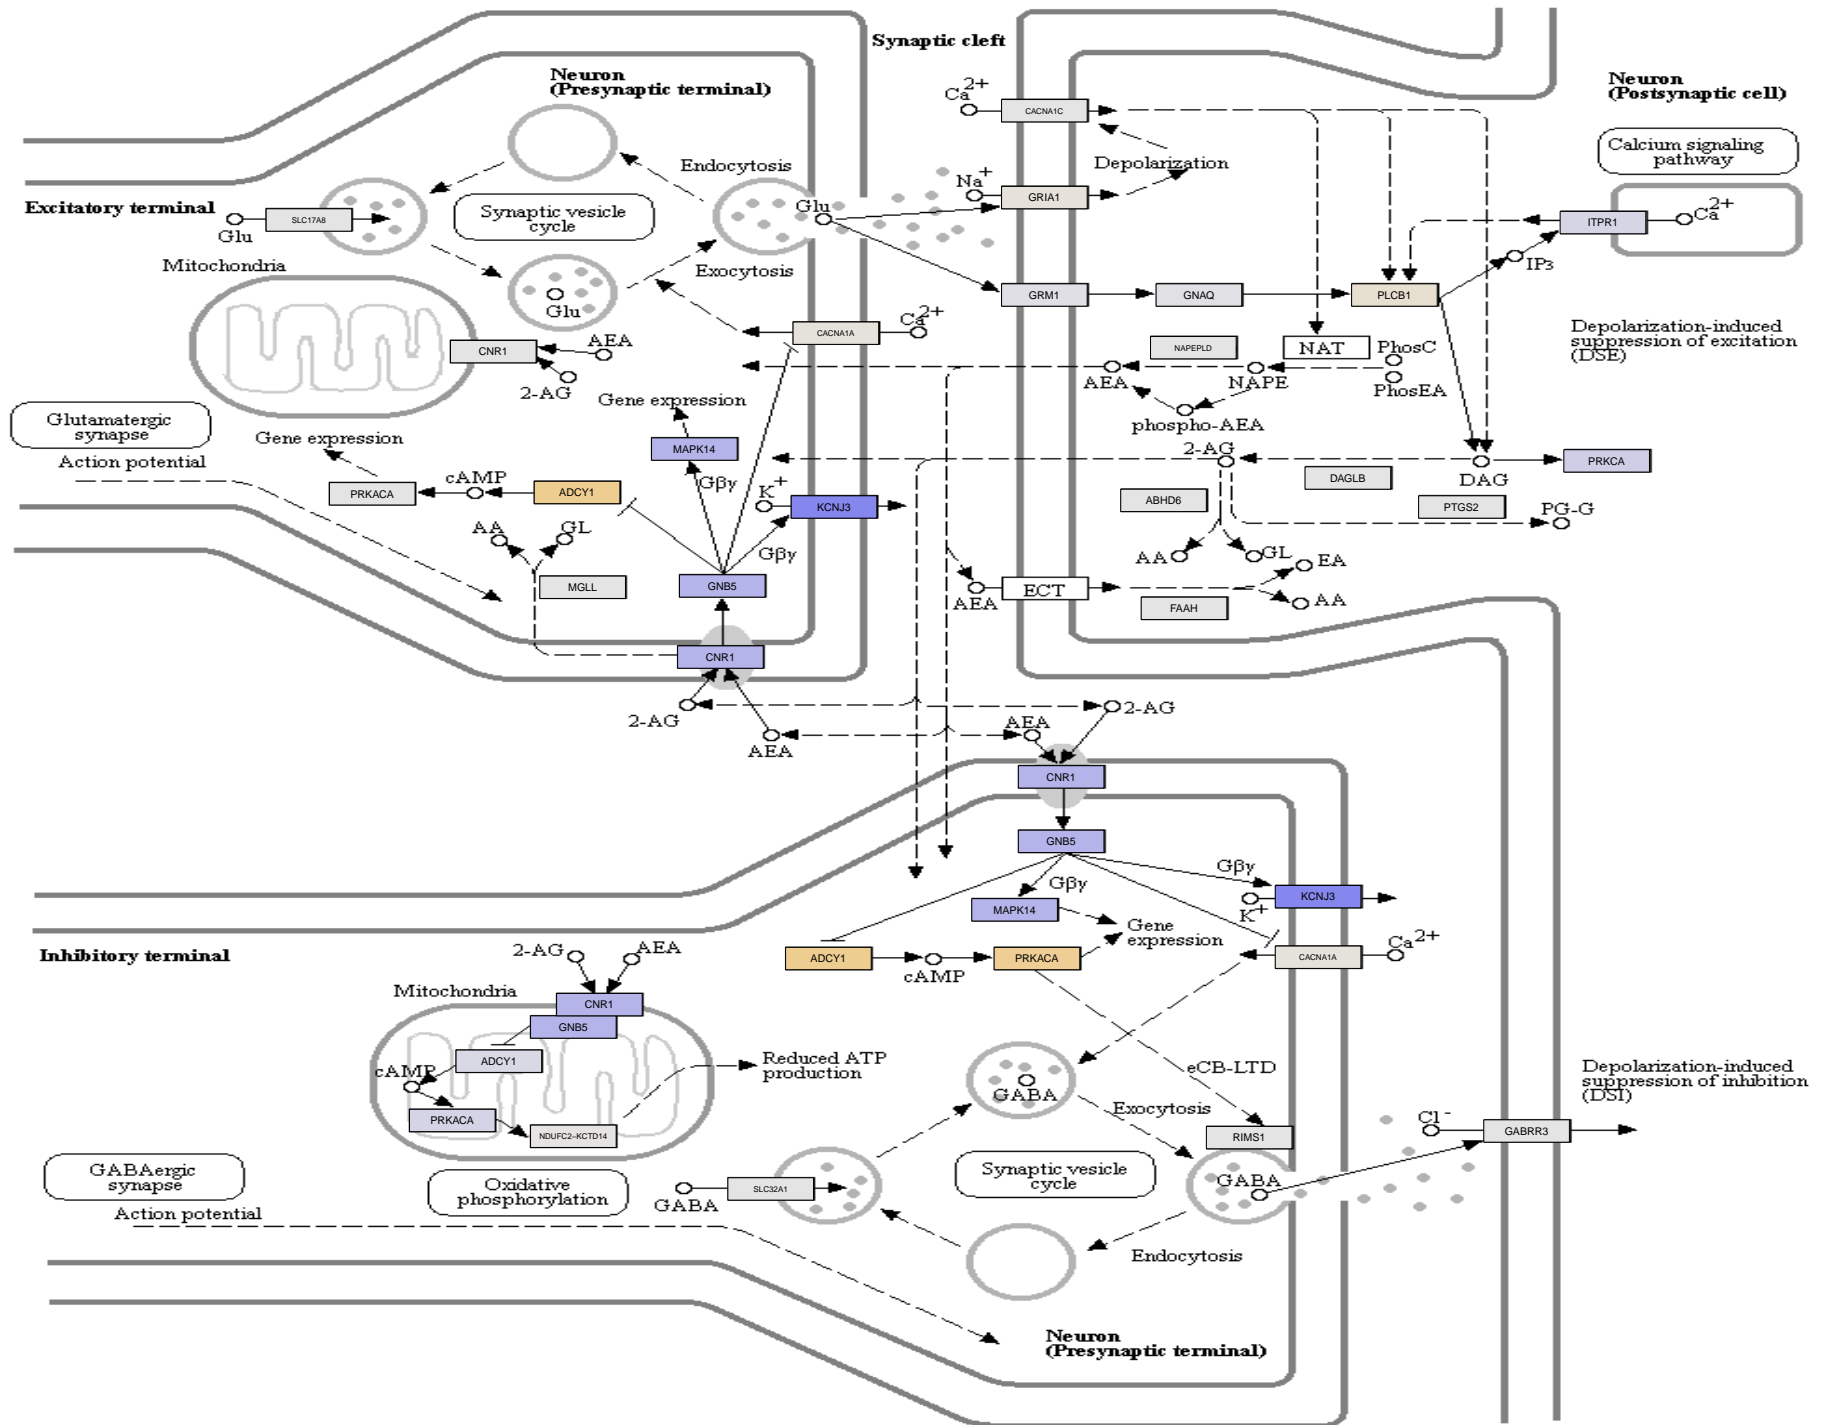 Synaptic cleft
Neuron
(Presynaptic terminal)
Neuron
(Postsynaptic cell)
Ca2+
CACNA1C
Depolarization
Calcium signaling
pathway
Endocytosis
Na+
GRIA1
Excitatory terminal
Glu
SLC17A8
Synaptic vesicle
cycle
Glu
ITPR1
Ca2+
Mitochondria
Exocytosis
IP3
Glu
GRM1
GNAQ
PLCB1
CACNA1A
Ca2+
Depolarization-induced
suppression of excitation
(DSE)
CNR1
AEA
2-AG
NAPEPLD
NAT
PhosC
PhosEA
AEA
NAPE
phospho-AEA
Gene expression
Glutamatergic
synapse
Gene expression
Action potential
MAPK14
Gβγ
2-AG
DAGLB
DAG
PRKCA
PRKACA
cAMP
ADCY1
K+
KCNJ3
ABHD6
PTGS2
PG-G
AA
GL
Gβγ
AA
GL
EA
MGLL
GNB5
AEA
ECT
FAAH
AA
CNR1
2-AG
AEA
AEA
2-AG
CNR1
GNB5
Gβγ
Gβγ
KCNJ3
K+
MAPK14
Gene
expression
Inhibitory terminal
2-AG
AEA
ADCY1
cAMP
PRKACA
CACNA1A
Ca2+
Mitochondria
CNR1
GNB5
ADCY1
cAMP
PRKACA
NDUFC2-KCTD14
Reduced ATP
production
GABA
eCB-LTD
Exocytosis
RIMS1
Depolarization-induced
suppression of inhibition
(DSI)
Cl-
GABRR3
GABAergic
synapse
Oxidative
phosphorylation
GABA
SLC32A1
Synaptic vesicle
cycle
GABA
Action potential
Endocytosis
Neuron
(Presynaptic terminal)